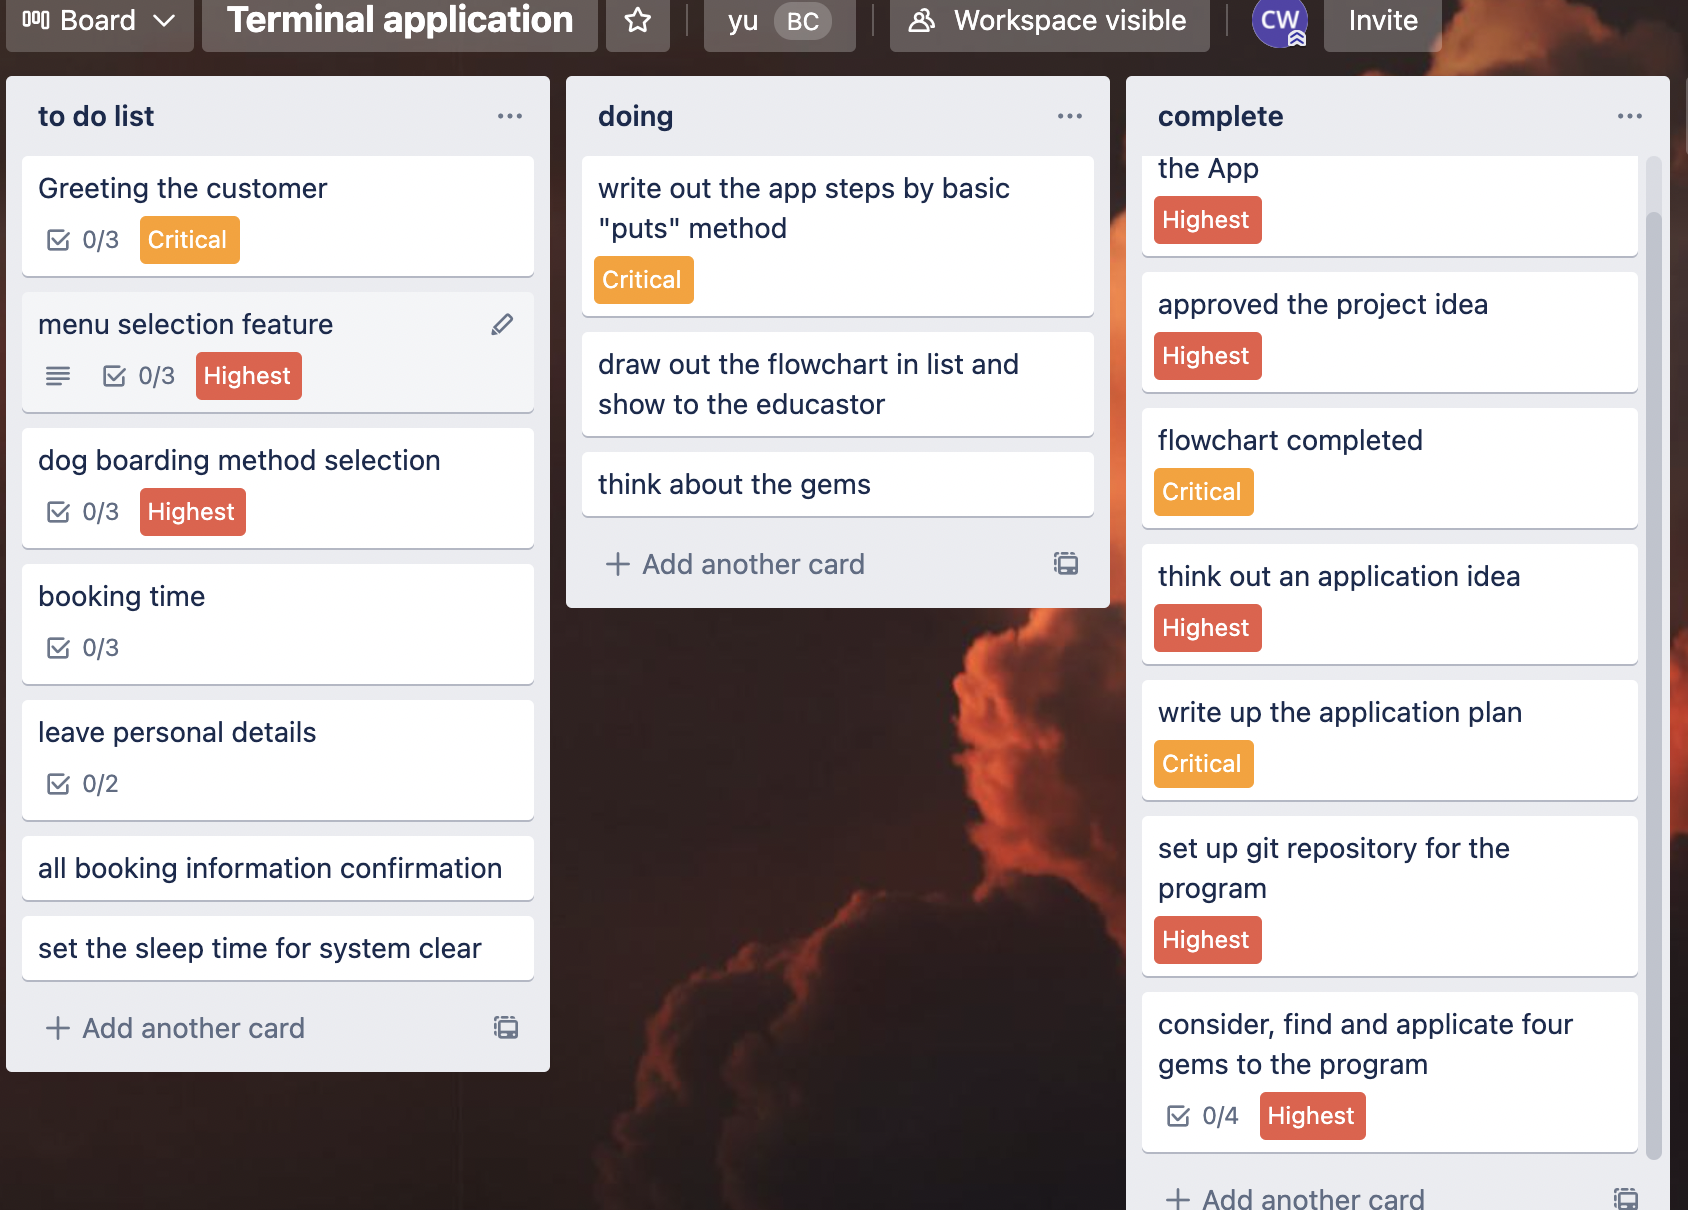 Board
Terminal application
yu BC
Workspace visible
CW
Invite
to do list
Greeting the customer
0/3 Critical
menu selection feature
0/3 Highest
dog boarding method selection
0/3 Highest
booking time
0/3
leave personal details
0/2
all booking information confirmation
set the sleep time for system clear
+ Add another card
doing
write out the app steps by basic
"puts" method
Critical
draw out the flowchart in list and
show to the educastor
think about the gems
+ Add another card
complete
the App
Highest
approved the project idea
Highest
flowchart completed
Critical
think out an application idea
Highest
write up the application plan
Critical
set up git repository for the
program
Highest
consider, find and applicate four
gems to the program
0/4 Highest
+ Add another card